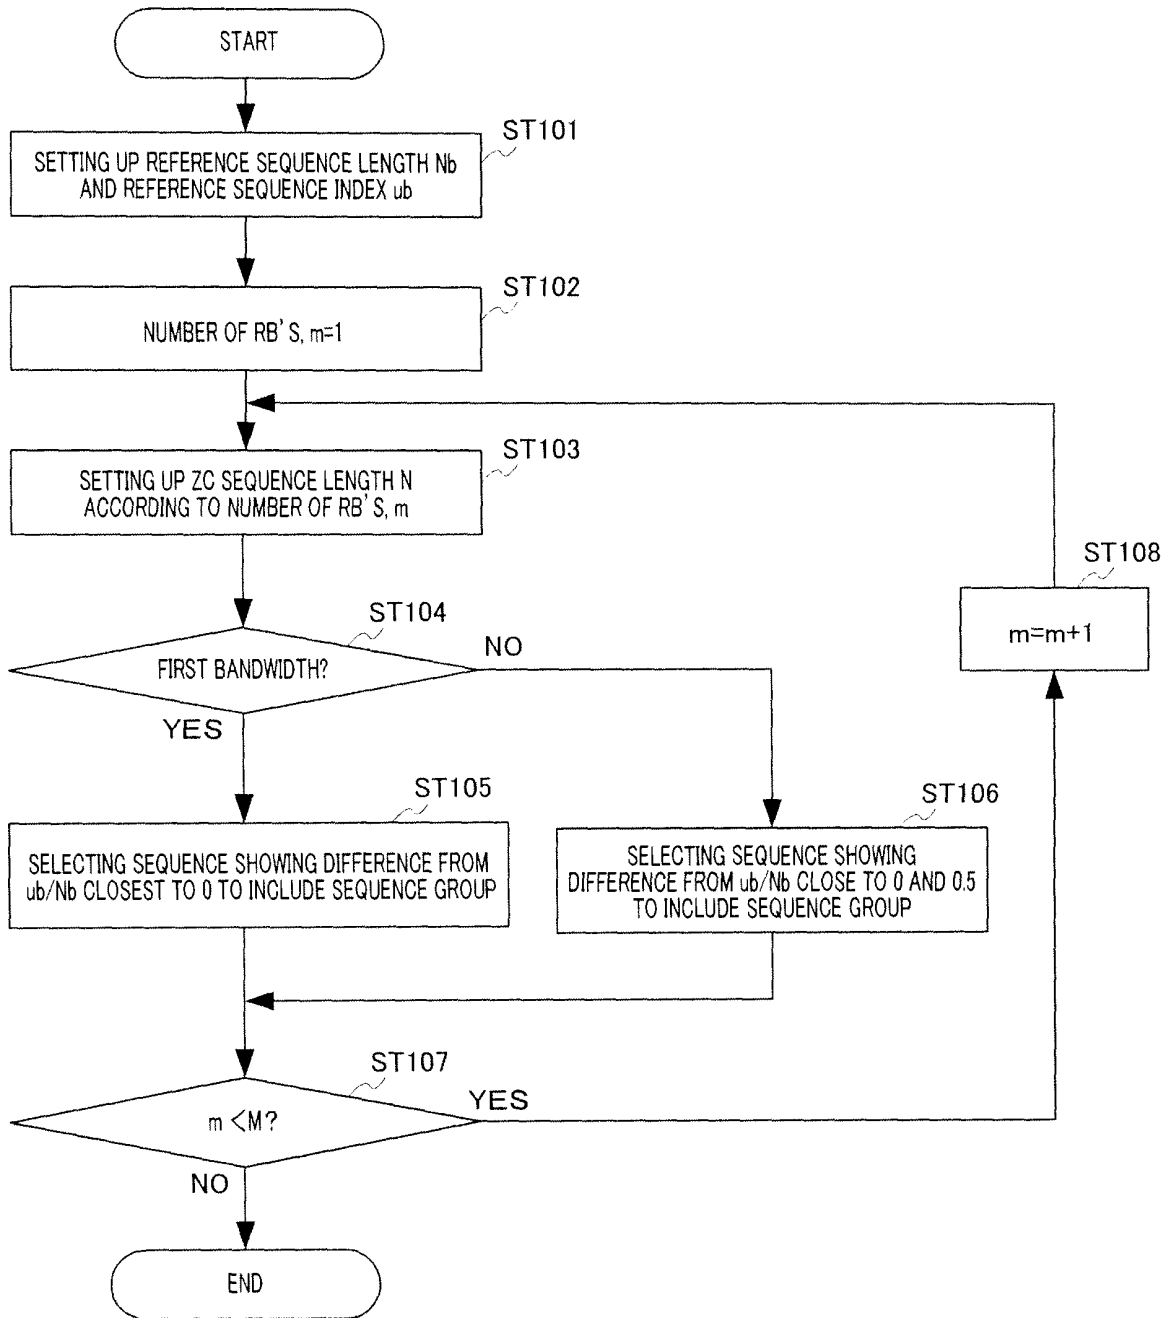 START
ST101
SETTING UP REFERENCE SEQUENCE LENGTH Nb
AND REFERENCE SEQUENCE INDEX ub
ST102
NUMBER OF RB'S, m=1
ST103
SETTING UP ZC SEQUENCE LENGTH N
ACCORDING TO NUMBER OF RB'S, m
ST108
m=m+1
ST104
FIRST BANDWIDTH?
NO
YES
ST105
SELECTING SEQUENCE SHOWING DIFFERENCE FROM
ub/Nb CLOSEST TO 0 TO INCLUDE SEQUENCE GROUP
ST106
SELECTING SEQUENCE SHOWING
DIFFERENCE FROM ub/Nb CLOSE TO 0 AND 0.5
TO INCLUDE SEQUENCE GROUP
ST107
m <M?
YES
NO
END